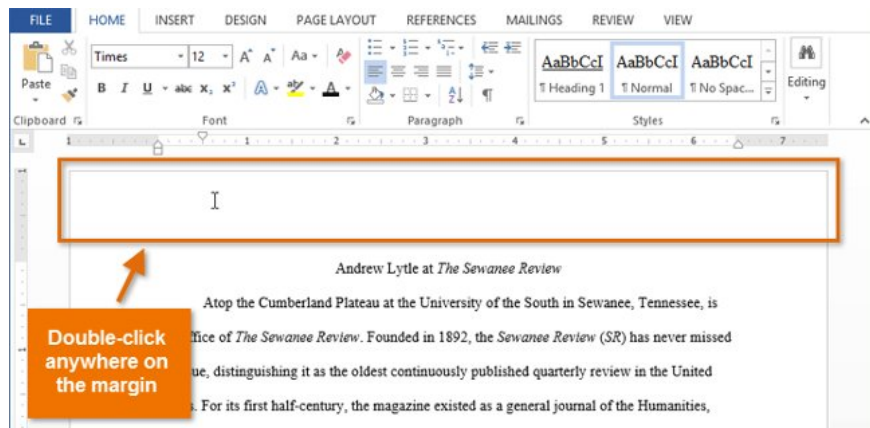 FILE HOME INSERT DESIGN PAGE LAYOUT REFERENCES MAILINGS REVIEW VIEW
Times 12 A A Aa
AaBbCcI AaBbCcI AaBbCcI
Paste
B I U abc X₂ X² A aby A
¶ Heading 1 ¶ Normal ¶ No Spac...
Editing
Clipboard Font Paragraph Styles
1 1 2 3 4 5 6 7
Andrew Lytle at The Sewanee Review
Atop the Cumberland Plateau at the University of the South in Sewanee, Tennessee, is
ffice of The Sewanee Review. Founded in 1892, the Sewanee Review (SR) has never missed
ue, distinguishing it as the oldest continuously published quarterly review in the United
s. For its first half-century, the magazine existed as a general journal of the Humanities,
Double-click
anywhere on
the margin